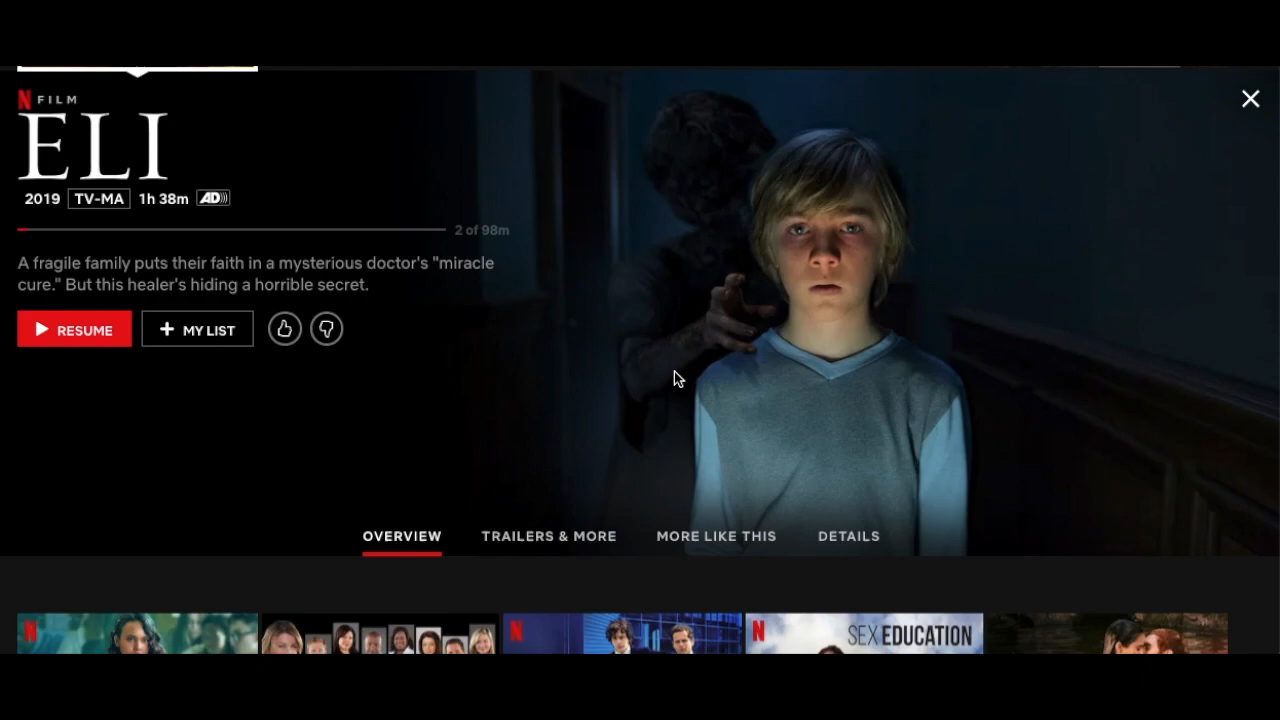 N FILM
ELI
2019 TV-MA 1h 38m AD)))
2 of 98m
A fragile family puts their faith in a mysterious doctor's "miracle
cure." But this healer's hiding a horrible secret.
RESUME + MY LIST
OVERVIEW TRAILERS & MORE MORE LIKE THIS DETAILS
N N N SEX EDUCATION